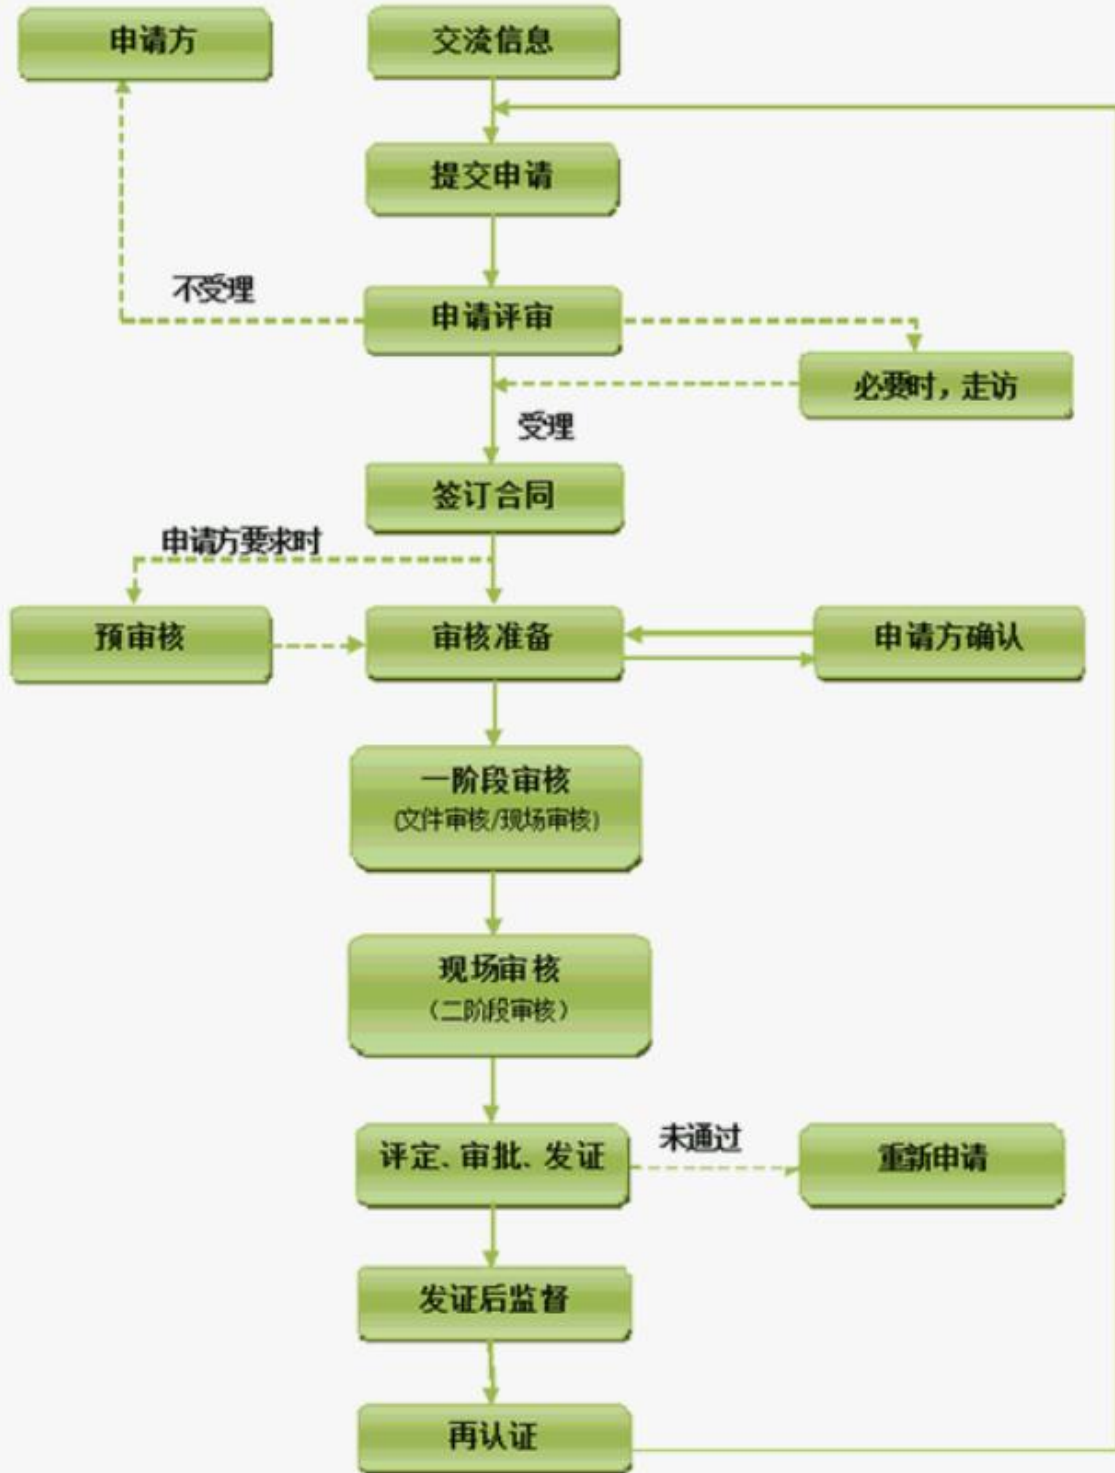 申请方
交流信息
提交申请
不受理
申请评审
必要时，走访
受理
签订合同
申请方要求时
预审核
审核准备
申请方确认
一阶段审核
(文件审核/现场审核)
现场审核
（二阶段审核）
评定、审批、发证
未通过
重新申请
发证后监督
再认证